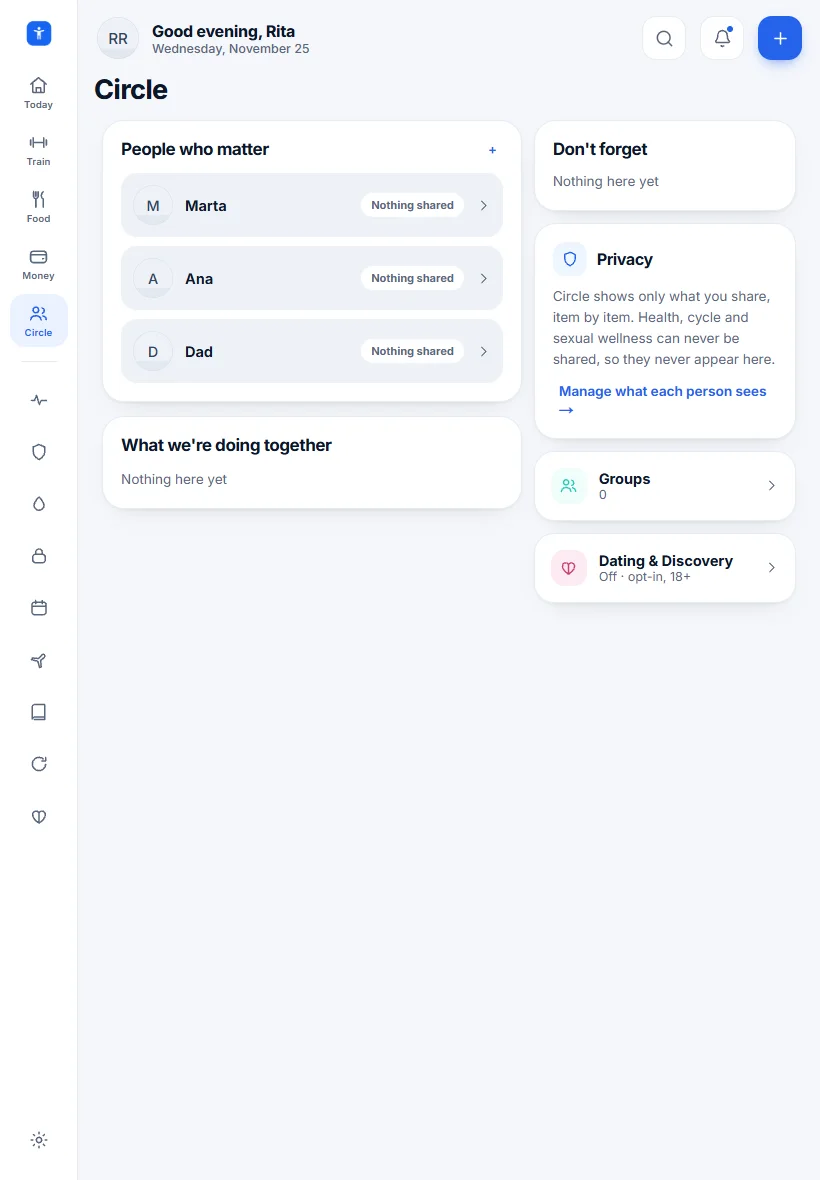 RR
Good evening, Rita
Wednesday, November 25
Circle
Today
Train
Food
Money
Circle
People who matter
+
M
Marta
Nothing shared
A
Ana
Nothing shared
D
Dad
Nothing shared
What we're doing together
Nothing here yet
Don't forget
Nothing here yet
Privacy
Circle shows only what you share,
item by item. Health, cycle and
sexual wellness can never be
shared, so they never appear here.
Manage what each person sees
→
Groups
0
Dating & Discovery
Off · opt-in, 18+